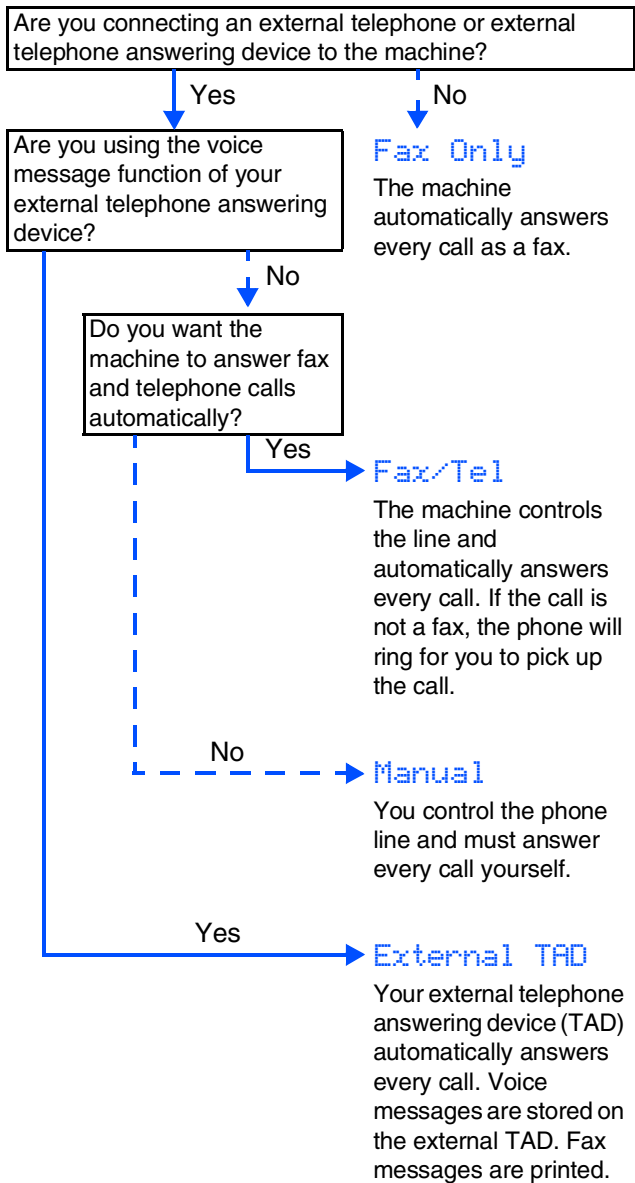 Are you connecting an external telephone or external
telephone answering device to the machine?
Yes
No
Are you using the voice
message function of your
external telephone answering
device?
Fax Only
The machine
automatically answers
every call as a fax.
No
Do you want the
machine to answer fax
and telephone calls
automatically?
Yes
Fax/Tel
The machine controls
the line and
automatically answers
every call. If the call is
not a fax, the phone will
ring for you to pick up
the call.
No
Manual
You control the phone
line and must answer
every call yourself.
Yes
External TAD
Your external telephone
answering device (TAD)
automatically answers
every call. Voice
messages are stored on
the external TAD. Fax
messages are printed.